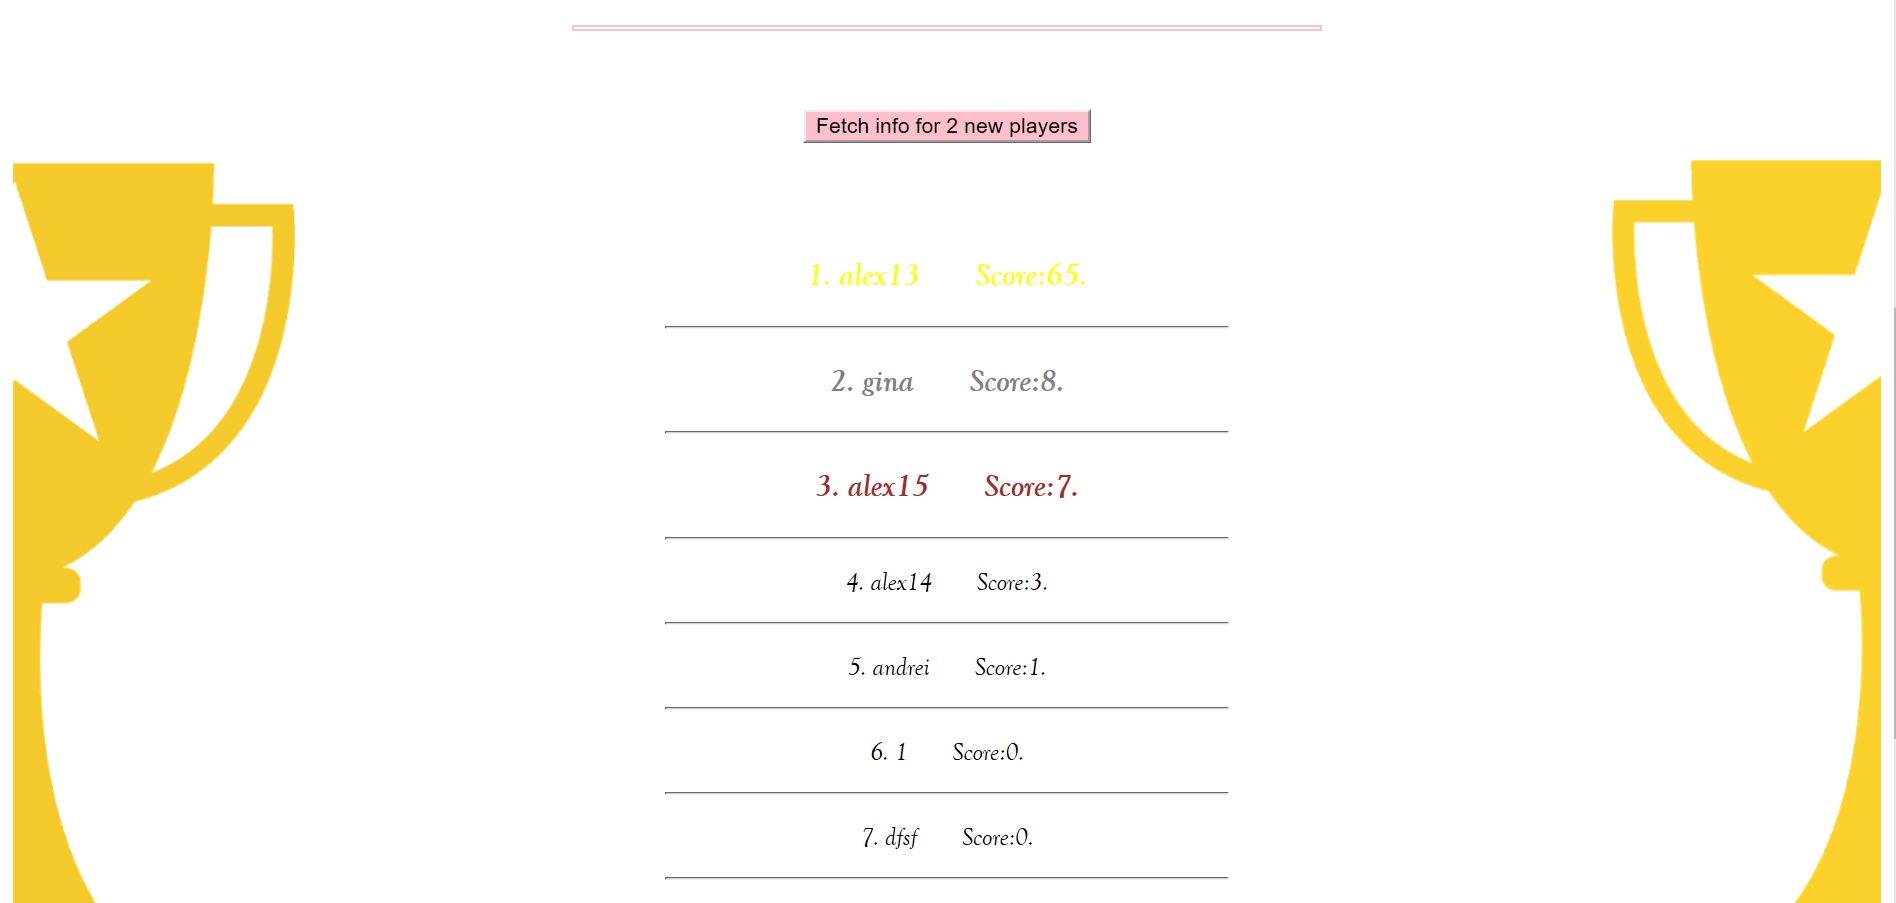 Fetch info for 2 new players
1. alex13 Score:65.
2. gina Score:8.
3. alex15 Score:7.
4. alex14 Score:3.
5. andrei Score:1.
6. 1 Score:0.
7. dfsf Score:0.